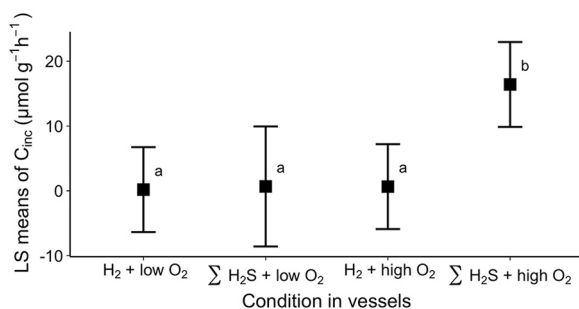 LS means of C_inc (µmol g⁻¹h⁻¹)
20
10
0
-10
a
a
a
b
H₂ + low O₂
∑ H₂S + low O₂
H₂ + high O₂
∑ H₂S + high O₂
Condition in vessels